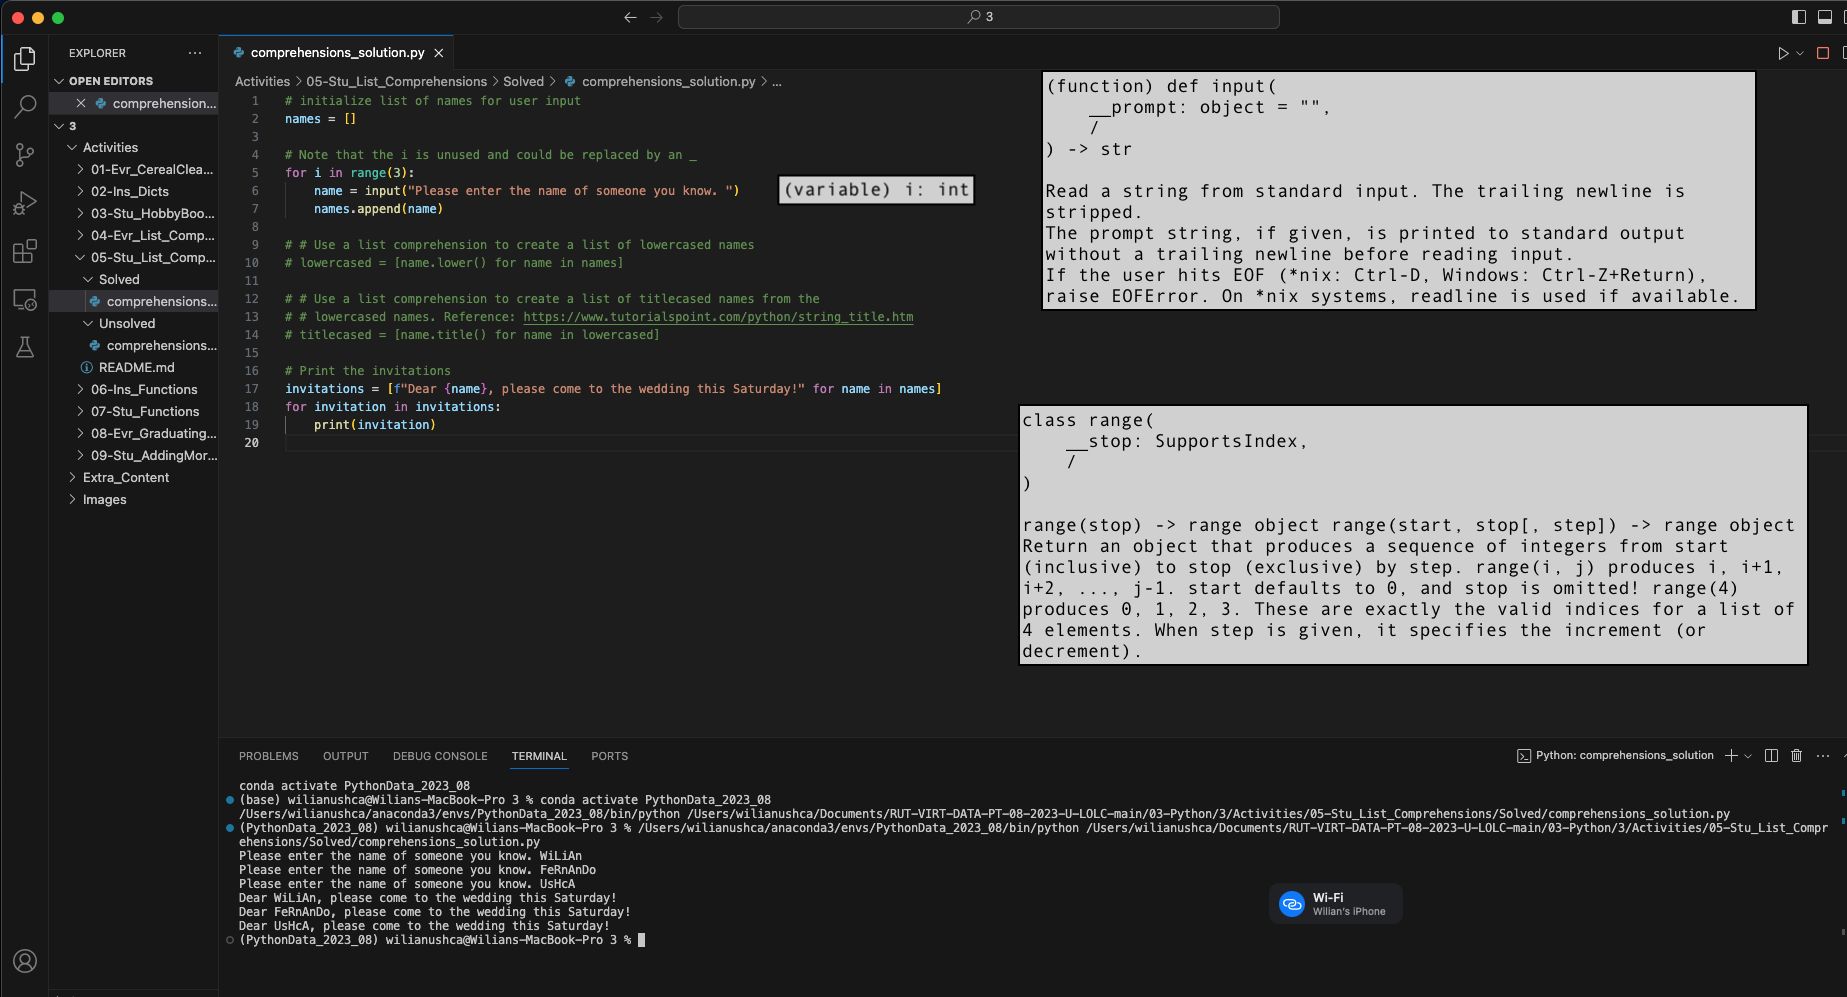 3
EXPLORER
OPEN EDITORS
comprehension...
3
Activities
01-Evr_CerealClea...
02-Ins_Dicts
03-Stu_HobbyBoo...
04-Evr_List_Comp...
05-Stu_List_Comp...
Solved
comprehensions...
Unsolved
comprehensions...
README.md
06-Ins_Functions
07-Stu_Functions
08-Evr_Graduating...
09-Stu_AddingMor...
Extra_Content
Images
comprehensions_solution.py
Activities > 05-Stu_List_Comprehensions > Solved > comprehensions_solution.py > ...
1 # initialize list of names for user input
2 names = []
3
4 # Note that the i is unused and could be replaced by an _
5 for i in range(3):
6 name = input("Please enter the name of someone you know. ")
7 names.append(name)
8
9 # # Use a list comprehension to create a list of lowercased names
10 # lowercased = [name.lower() for name in names]
11
12 # # Use a list comprehension to create a list of titlecased names from the
13 # # lowercased names. Reference: https://www.tutorialspoint.com/python/string_title.htm
14 # titlecased = [name.title() for name in lowercased]
15
16 # Print the invitations
17 invitations = [f"Dear {name}, please come to the wedding this Saturday!" for name in names]
18 for invitation in invitations:
19 print(invitation)
20
(variable) i: int
(function) def input(
__prompt: object = "",
/
) -> str
Read a string from standard input. The trailing newline is
stripped.
The prompt string, if given, is printed to standard output
without a trailing newline before reading input.
If the user hits EOF (*nix: Ctrl-D, Windows: Ctrl-Z+Return),
raise EOFError. On *nix systems, readline is used if available.
class range(
__stop: SupportsIndex,
/
)
range(stop) -> range object range(start, stop[, step]) -> range object
Return an object that produces a sequence of integers from start
(inclusive) to stop (exclusive) by step. range(i, j) produces i, i+1,
i+2, ..., j-1. start defaults to 0, and stop is omitted! range(4)
produces 0, 1, 2, 3. These are exactly the valid indices for a list of
4 elements. When step is given, it specifies the increment (or
decrement).
PROBLEMS OUTPUT DEBUG CONSOLE TERMINAL PORTS
Python: comprehensions_solution
conda activate PythonData_2023_08
(base) wilianushca@Wilians-MacBook-Pro 3 % conda activate PythonData_2023_08
/Users/wilianushca/anaconda3/envs/PythonData_2023_08/bin/python /Users/wilianushca/Documents/RUT-VIRT-DATA-PT-08-2023-U-LOLC-main/03-Python/3/Activities/05-Stu_List_Comprehensions/Solved/comprehensions_solution.py
(PythonData_2023_08) wilianushca@Wilians-MacBook-Pro 3 % /Users/wilianushca/anaconda3/envs/PythonData_2023_08/bin/python /Users/wilianushca/Documents/RUT-VIRT-DATA-PT-08-2023-U-LOLC-main/03-Python/3/Activities/05-Stu_List_Compr
ehensions/Solved/comprehensions_solution.py
Please enter the name of someone you know. WiLiAn
Please enter the name of someone you know. FeRnAnDo
Please enter the name of someone you know. UsHcA
Dear WiLiAn, please come to the wedding this Saturday!
Dear FeRnAnDo, please come to the wedding this Saturday!
Dear UsHcA, please come to the wedding this Saturday!
(PythonData_2023_08) wilianushca@Wilians-MacBook-Pro 3 %
Wi-Fi
Wilian's iPhone